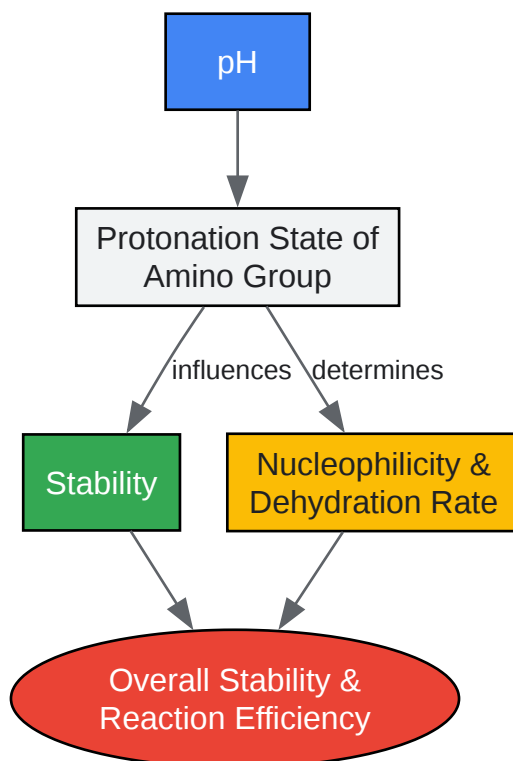 pH
Protonation State of
Amino Group
influences
determines
Stability
Nucleophilicity &
Dehydration Rate
Overall Stability &
Reaction Efficiency